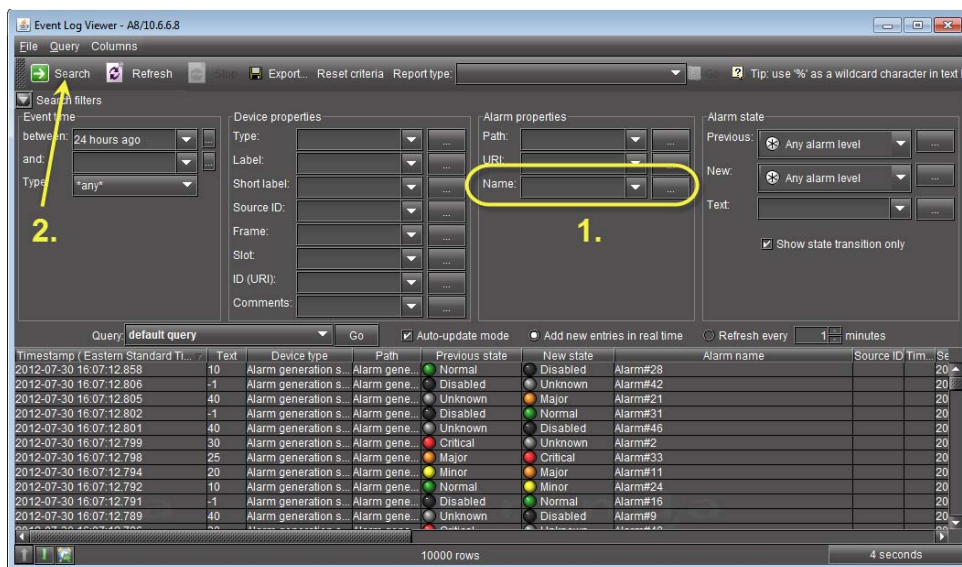 Event Log Viewer - A8/10.6.6.8
File Query Columns
Search Refresh Stop Export... Reset criteria Report type: Go Tip: use '%' as a wildcard character in text
Search filters
Event time Device properties Alarm properties Alarm state
between: 24 hours ago Type: ... Path: ... Previous: Any alarm level ...
and: ... Label: ... URI: ... New: Any alarm level ...
Type *any* Short label: ... Name: ... Text: ...
Source ID: ...
2. Frame: ... 1. Show state transition only
Slot: ...
ID (URI): ...
Comments: ...
Query: default query Go Auto-update mode Add new entries in real time Refresh every 1 minutes
Timestamp ( Eastern Standard Ti... Text Device type Path Previous state New state Alarm name Source ID Tim... Se
2012-07-30 16:07:12.858 10 Alarm generation s... Alarm gene... Normal Disabled Alarm#28 20
2012-07-30 16:07:12.806 -1 Alarm generation s... Alarm gene... Disabled Unknown Alarm#42 20
2012-07-30 16:07:12.805 40 Alarm generation s... Alarm gene... Unknown Major Alarm#21 20
2012-07-30 16:07:12.802 -1 Alarm generation s... Alarm gene... Disabled Normal Alarm#31 20
2012-07-30 16:07:12.801 40 Alarm generation s... Alarm gene... Unknown Disabled Alarm#46 20
2012-07-30 16:07:12.799 30 Alarm generation s... Alarm gene... Critical Unknown Alarm#2 20
2012-07-30 16:07:12.798 25 Alarm generation s... Alarm gene... Major Critical Alarm#33 20
2012-07-30 16:07:12.794 20 Alarm generation s... Alarm gene... Minor Major Alarm#11 20
2012-07-30 16:07:12.792 10 Alarm generation s... Alarm gene... Normal Minor Alarm#24 20
2012-07-30 16:07:12.791 -1 Alarm generation s... Alarm gene... Disabled Normal Alarm#16 20
2012-07-30 16:07:12.789 40 Alarm generation s... Alarm gene... Unknown Disabled Alarm#9 20
10000 rows 4 seconds